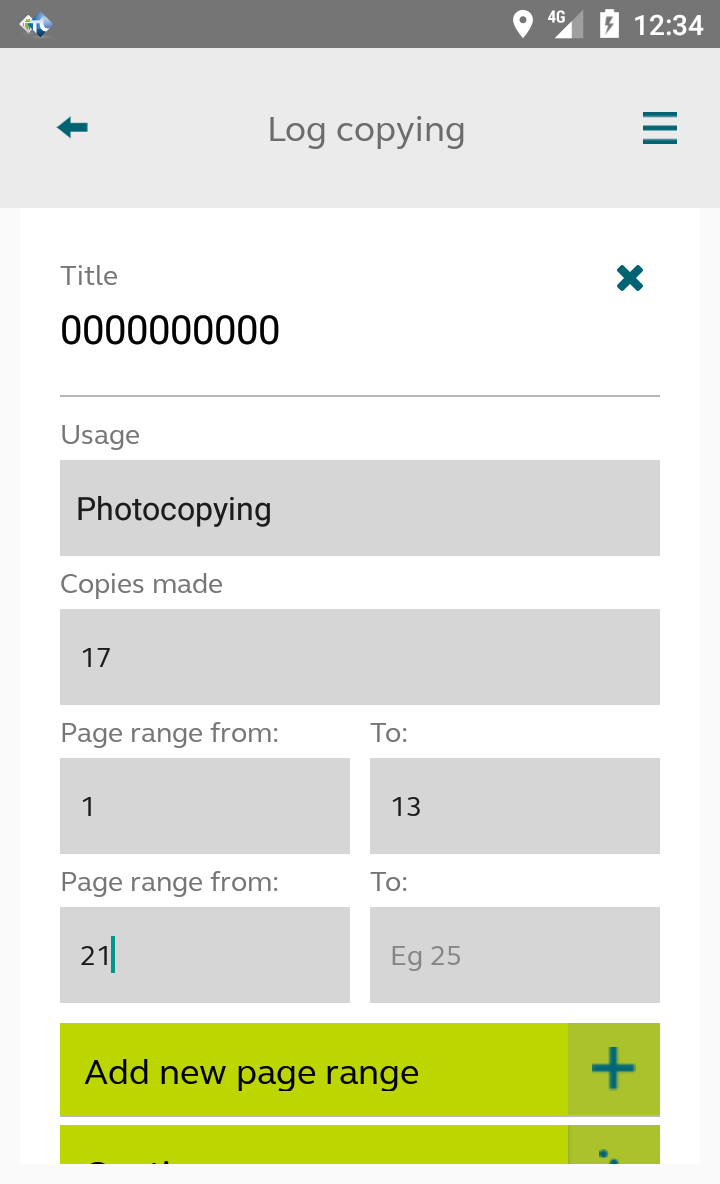 4G 12:34
Log copying
Title
0000000000
Usage
Photocopying
Copies made
17
Page range from: To:
1 13
Page range from: To:
21 Eg 25
Add new page range